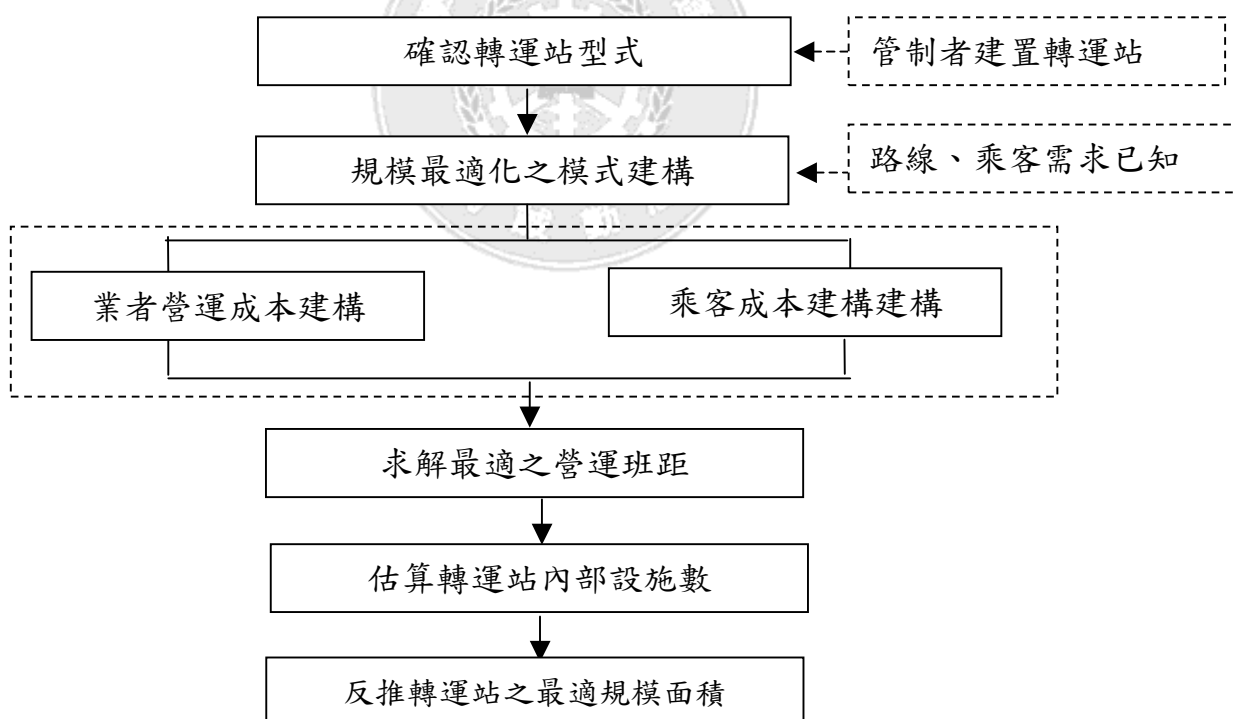 確認轉運站型式
管制者建置轉運站
規模最適化之模式建構
路線、乘客需求已知
業者營運成本建構
乘客成本建構建構
求解最適之營運班距
估算轉運站內部設施數
反推轉運站之最適規模面積